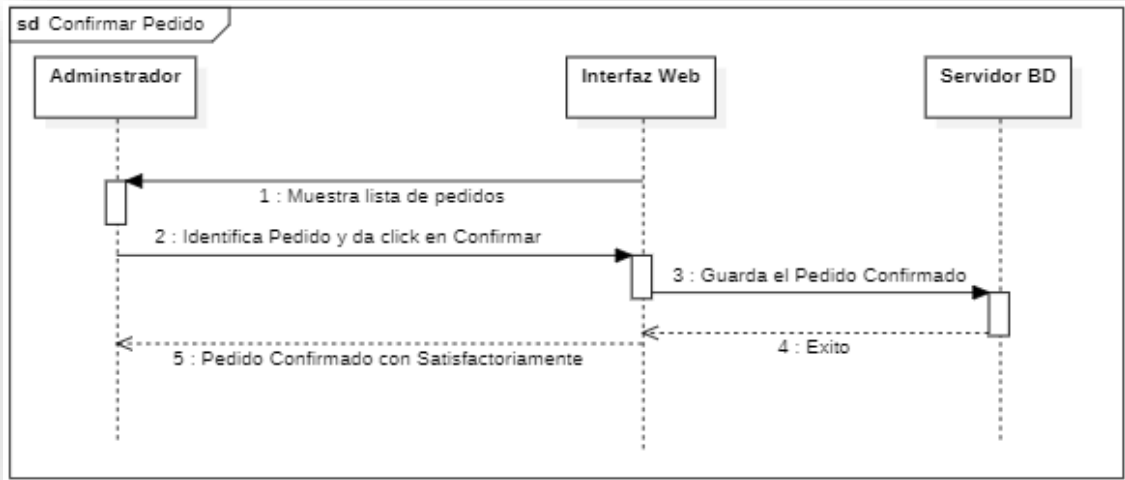 sd Confirmar Pedido
Adminstrador
Interfaz Web
Servidor BD
1 : Muestra lista de pedidos
2 : Identifica Pedido y da click en Confirmar
3 : Guarda el Pedido Confirmado
4 : Exito
5 : Pedido Confirmado con Satisfactoriamente